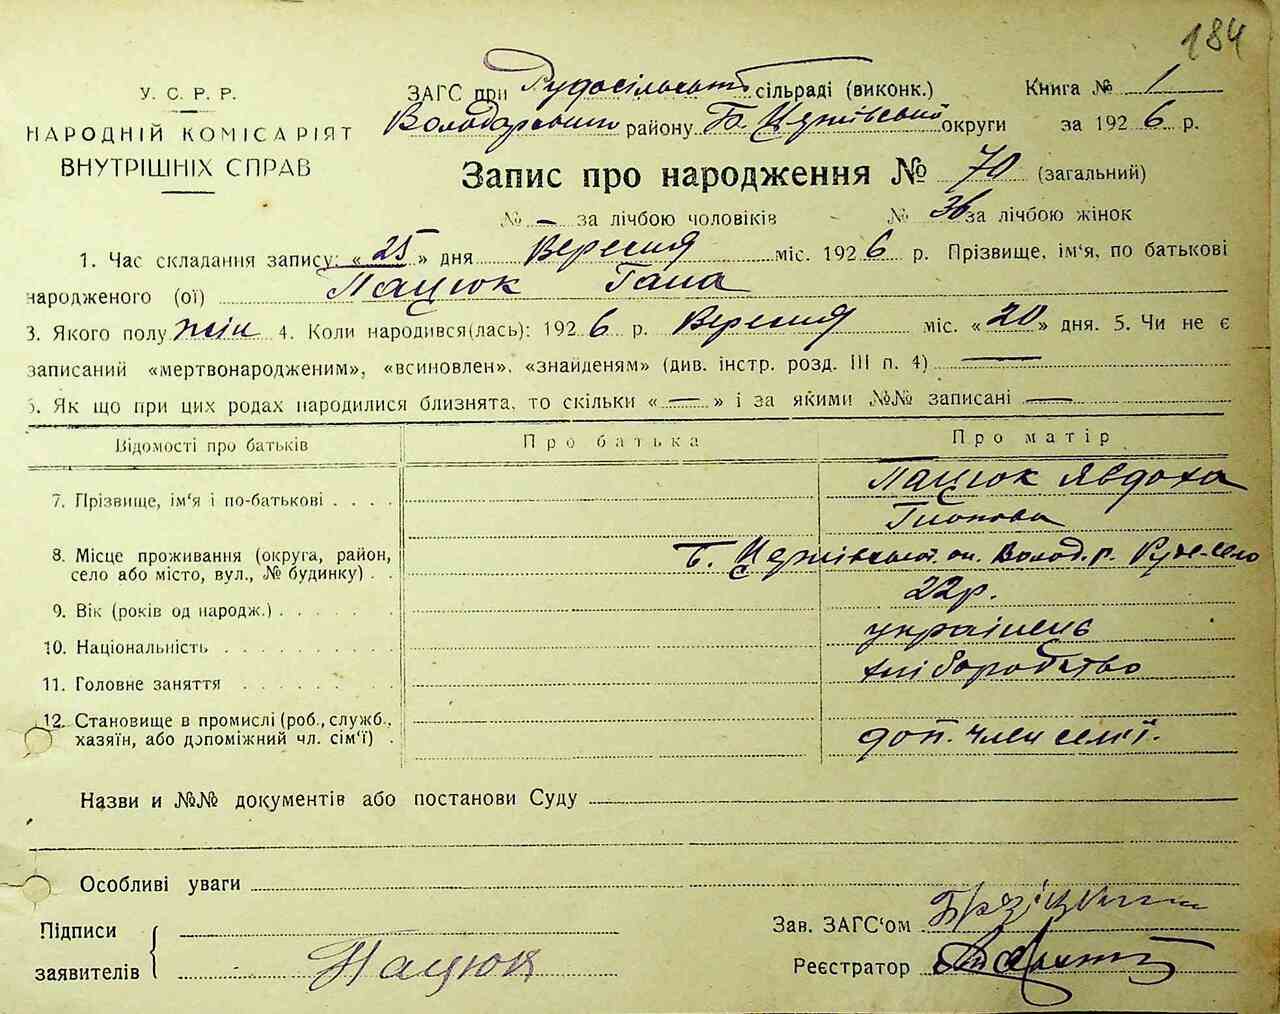 184
У. С. Р. Р.
НАРОДНІЙ КОМІСАРІЯТ
ВНУТРІШНІХ СПРАВ
ЗАГС при Рудосільській сільраді (виконк.) Книга № 1
Володарського району Б. Церківської округи за 1926 р.
Запис про народження № 70 (загальний)
№ — за лічбою чоловіків № 36 за лічбою жінок
1. Час складання запису: «25» дня Вересня міс. 1926 р. Прізвище, ім'я, по батькові
народженого (ої) Пацюк Гана
3. Якого полу жін 4. Коли народився(лась): 1926 р. Вересня міс. «20» дня. 5. Чи не є
записаний «мертвонародженим», «всиновлен», «знайденям» (див. інстр. розд. III п. 4) —
6. Як що при цих родах народилися близнята, то скільки « — » і за якими №№ записані —
Відомості про батьків Про батька Про матір
7. Прізвище, ім'я і по-батькові . . . . Пацюк Явдоха
8. Місце проживання (округа, район, село або місто, вул., № будинку) . . Б. Церківської ок. Волод. р. Руде-село
9. Вік (років од народж.) . . . . . . 22р.
10. Національність . . . . . . . . . українець
11. Головне заняття . . . . . . . хліборобство
12. Становище в промислі (роб., служб., хазяїн, або допоміжний чл. сім'ї) . доп. член семї.
Назви и №№ документів або постанови Суду
Особливі уваги
Підписи
заявителів Пацюк
Зав. ЗАГС'ом
Реєстратор